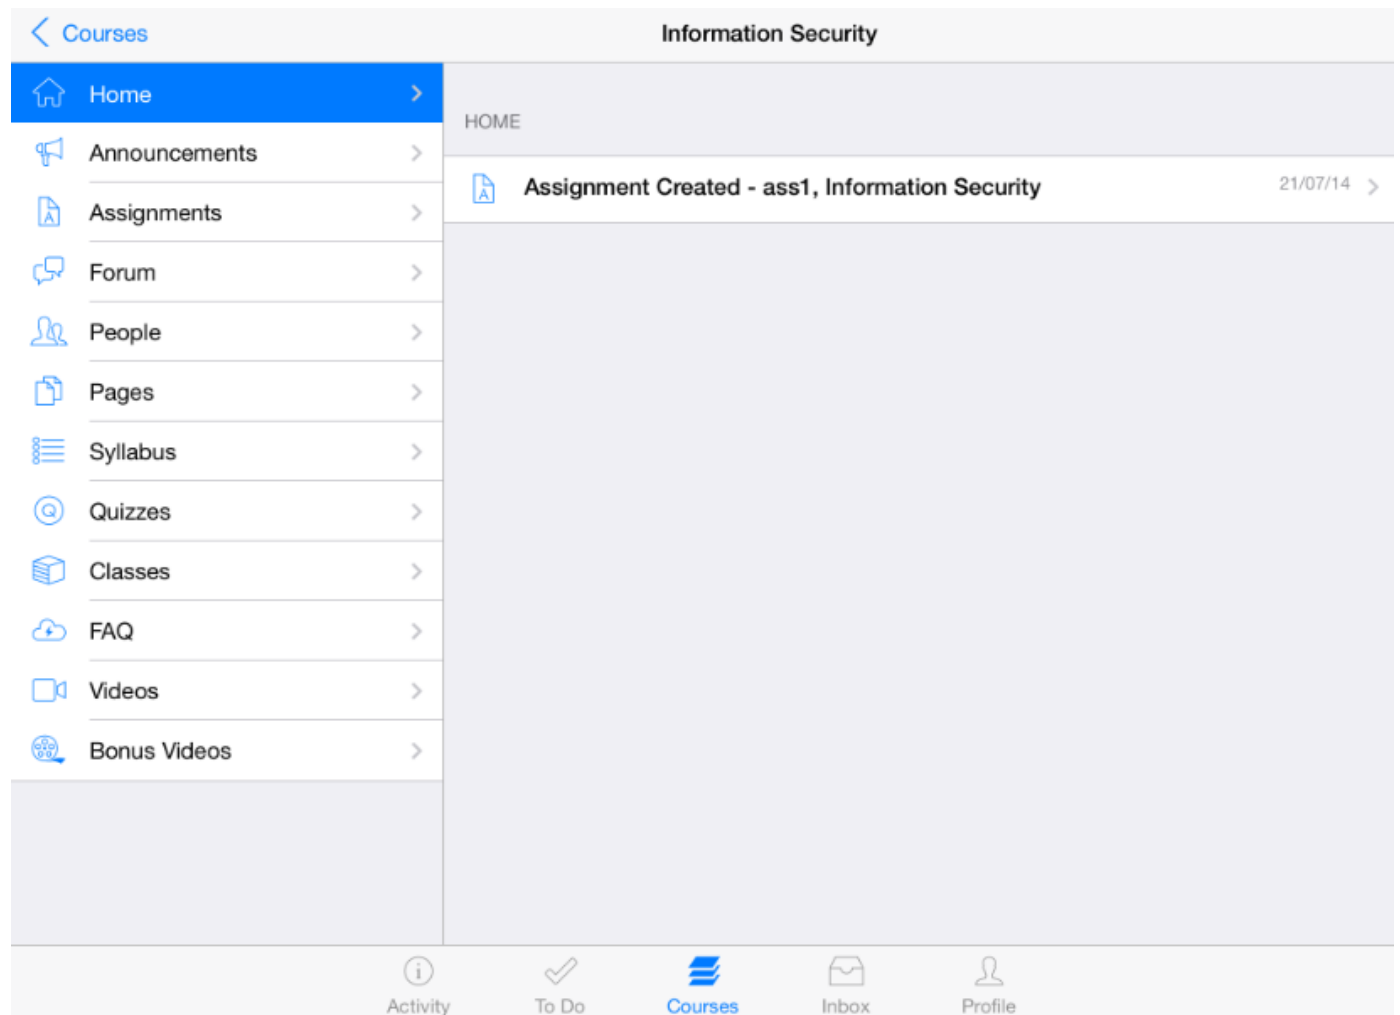 Courses
Information Security
Home
Announcements
Assignments
Forum
People
Pages
Syllabus
Quizzes
Classes
FAQ
Videos
Bonus Videos
HOME
Assignment Created - ass1, Information Security 21/07/14
Activity To Do Courses Inbox Profile